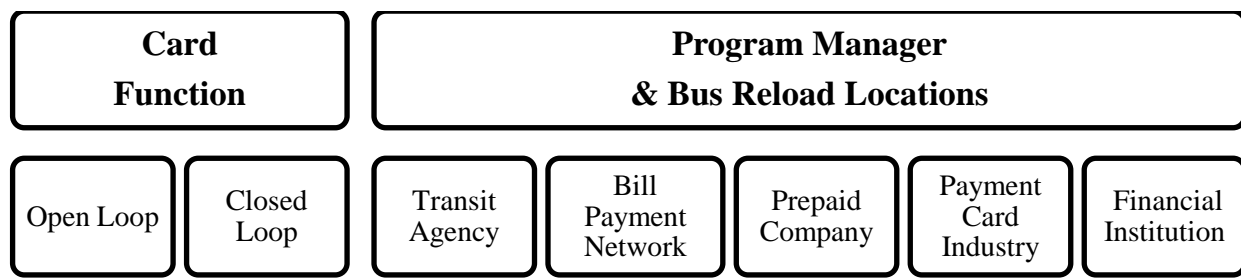 Card
Function
Program Manager
& Bus Reload Locations
Open Loop
Closed
Loop
Transit
Agency
Bill
Payment
Network
Prepaid
Company
Payment
Card
Industry
Financial
Institution